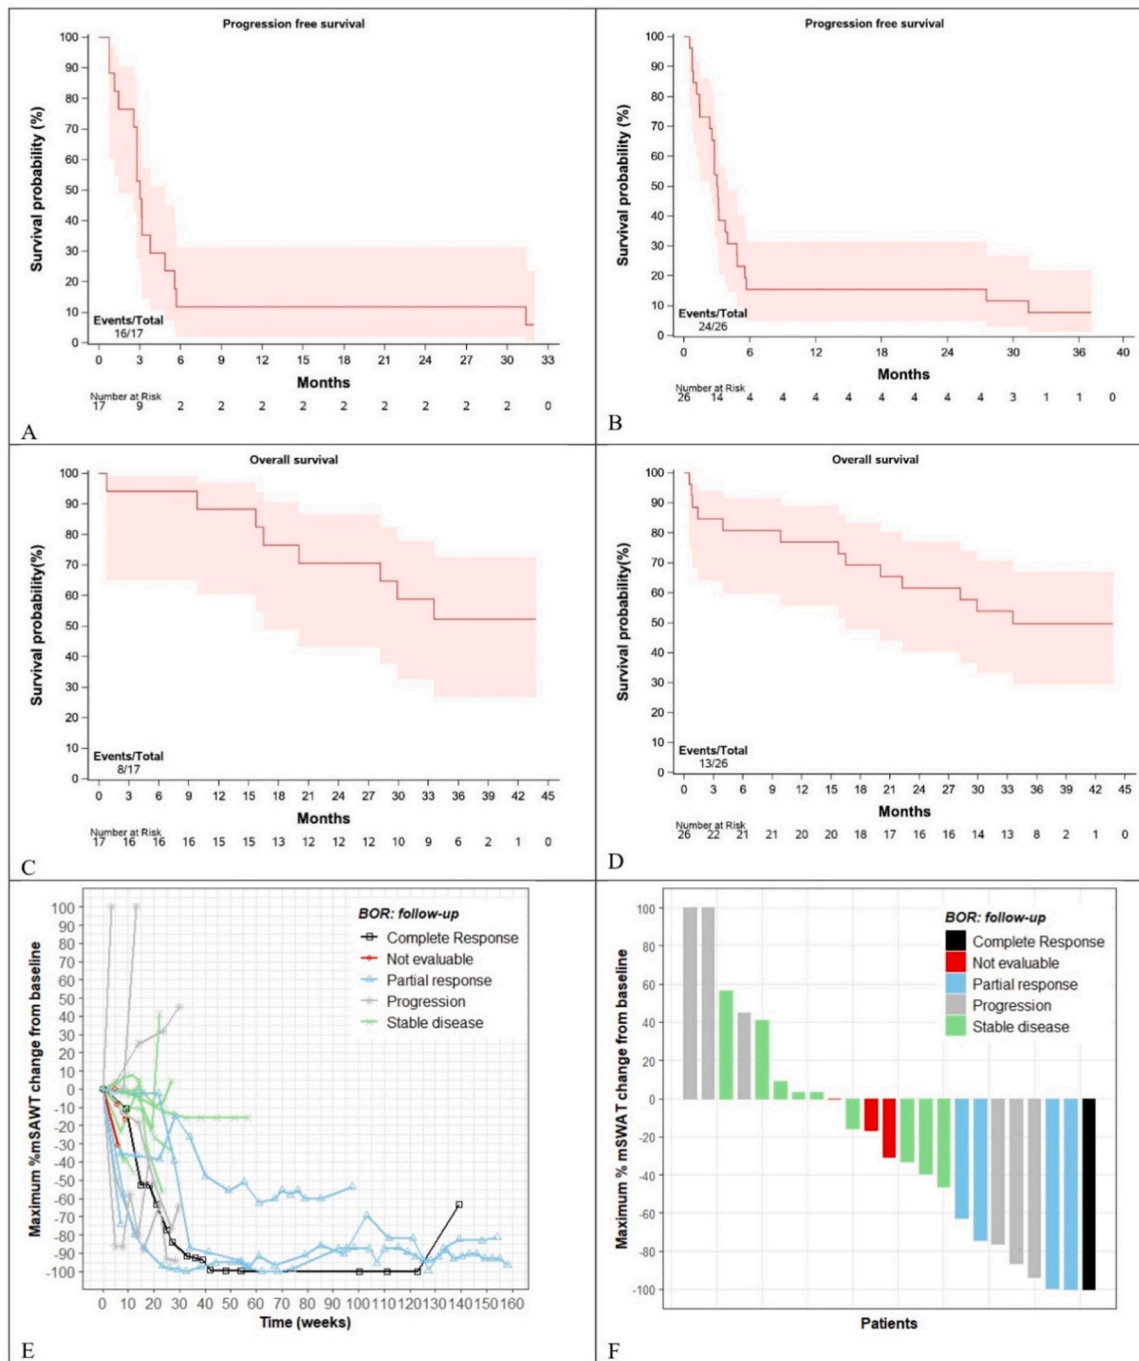 Progression free survival
100
90
80
70
60
50
40
30
20
10
0
Survival probability (%)
Events/Total
16/17
0 3 6 9 12 15 18 21 24 27 30 33
Months
Number at Risk
17 9 2 2 2 2 2 2 2 2 2 0
A
Progression free survival
100
90
80
70
60
50
40
30
20
10
0
Survival probability (%)
Events/Total
24/26
0 6 12 18 24 30 36 40
Months
Number at Risk
26 14 4 4 4 4 4 4 4 4 3 1 1 0
B
Overall survival
100
90
80
70
60
50
40
30
20
10
0
Survival probability(%)
Events/Total
8/17
0 3 6 9 12 15 18 21 24 27 30 33 36 39 42 45
Months
Number at Risk
17 16 16 16 15 15 13 12 12 12 10 9 6 2 1 0
C
Overall survival
100
90
80
70
60
50
40
30
20
10
0
Survival probability(%)
Events/Total
13/26
0 3 6 9 12 15 18 21 24 27 30 33 36 39 42 45
Months
Number at Risk
26 22 21 21 20 20 18 17 16 16 14 13 8 2 1 0
D
100
90
80
70
60
50
40
30
20
10
0
-10
-20
-30
-40
-50
-60
-70
-80
-90
-100
Maximum %mSAWT change from baseline
BOR: follow-up
Complete Response
Not evaluable
Partial response
Progression
Stable disease
0 10 20 30 40 50 60 70 80 90 100 110 120 130 140 150 160
Time (weeks)
E
100
80
60
40
20
0
-20
-40
-60
-80
-100
Maximum % mSWAT change from baseline
BOR: follow-up
Complete Response
Not evaluable
Partial response
Progression
Stable disease
Patients
F